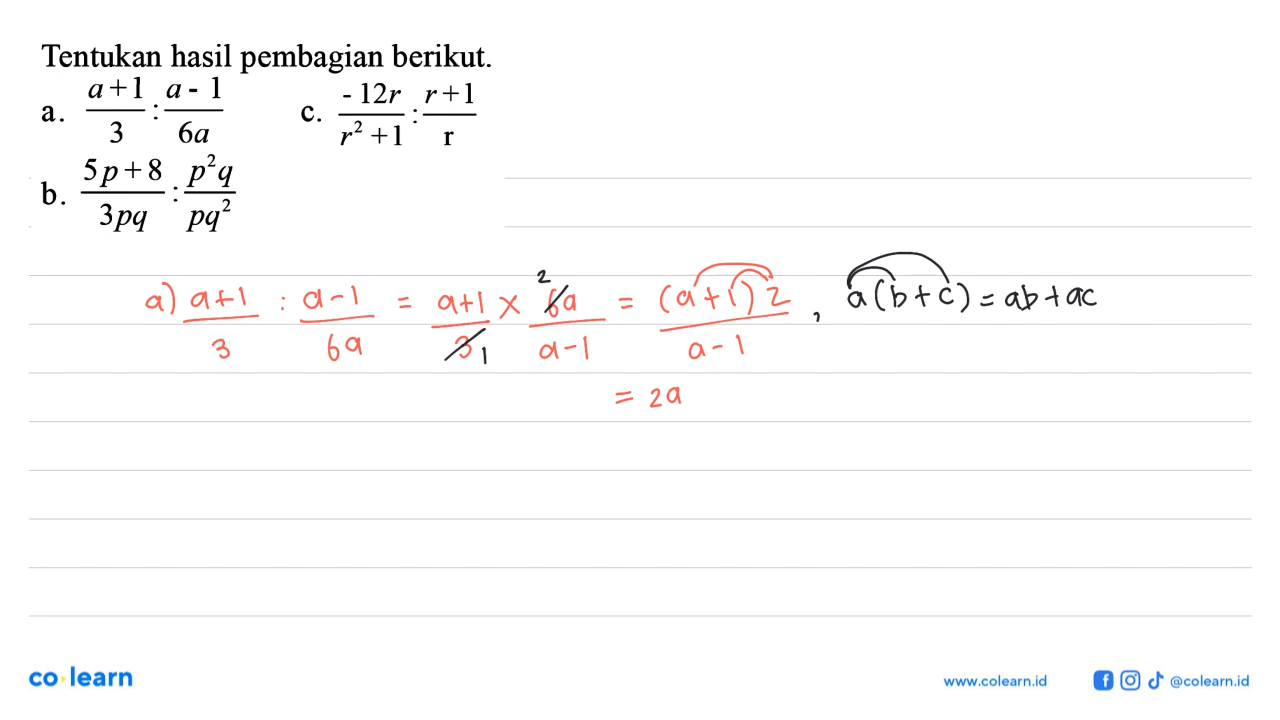 Tentukan hasil pembagian berikut.
a. (a + 1)/3 : (a - 1)/6a    c. (-12r)/(r² + 1) : (r + 1)/r
b. (5p + 8)/3pq : p²q/pq²
a) (a+1)/3 : (a-1)/6a = (a+1)/3 1 × 2 6a/(a-1) = (a+1)2/(a-1) , a(b+c) = ab+ac
= 2a
co learn
www.colearn.id @colearn.id